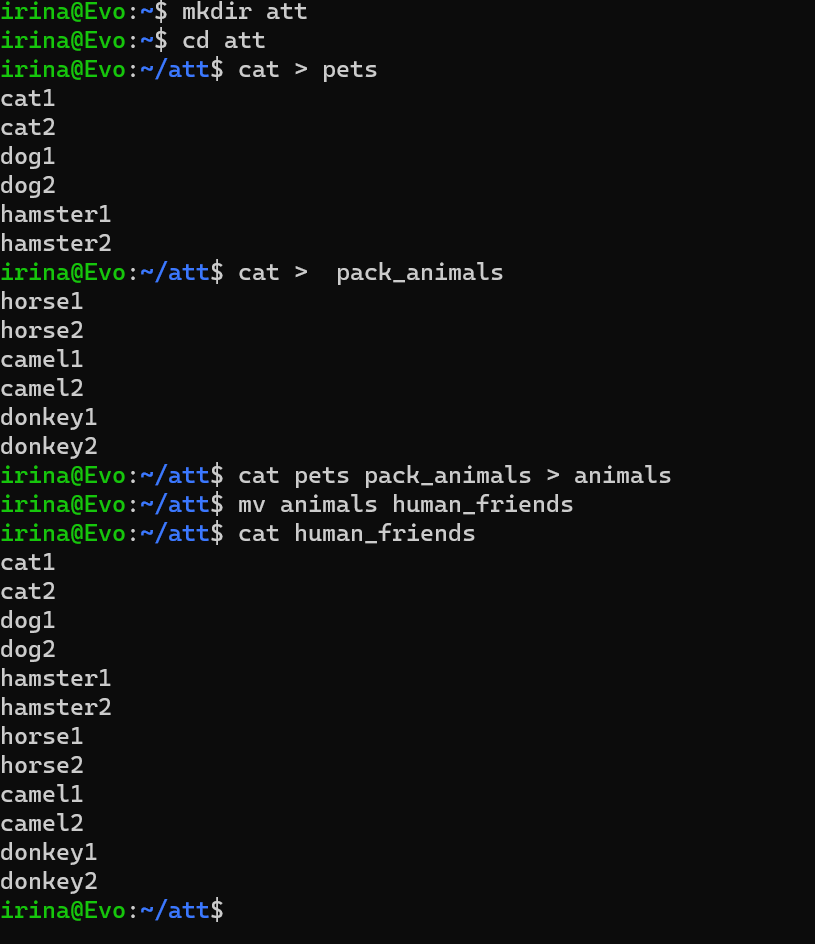 irina@Evo:~$ mkdir att
irina@Evo:~$ cd att
irina@Evo:~/att$ cat > pets
cat1
cat2
dog1
dog2
hamster1
hamster2
irina@Evo:~/att$ cat >  pack_animals
horse1
horse2
camel1
camel2
donkey1
donkey2
irina@Evo:~/att$ cat pets pack_animals > animals
irina@Evo:~/att$ mv animals human_friends
irina@Evo:~/att$ cat human_friends
cat1
cat2
dog1
dog2
hamster1
hamster2
horse1
horse2
camel1
camel2
donkey1
donkey2
irina@Evo:~/att$